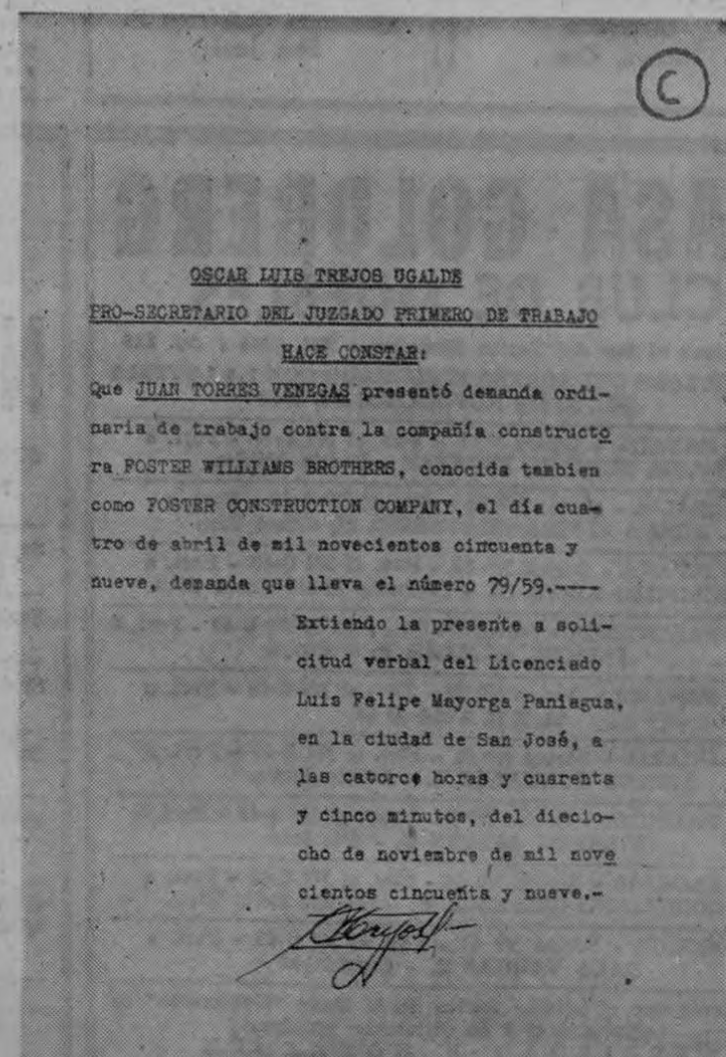 C
OSCAR LUIS TREJOS UGALDE
PRO-SECRETARIO DEL JUZGADO PRIMERO DE TRABAJO
HACE CONSTAR:
Que JUAN TORRES VENEGAS presentó demanda ordi-
naria de trabajo contra la compañía constructo
ra FOSTER WILLIAMS BROTHERS, conocida tambien
como FOSTER CONSTRUCTION COMPANY, el día cua-
tro de abril de mil novecientos cincuenta y
nueve, demanda que lleva el número 79/59.----
Extiendo la presente a soli-
citud verbal del Licenciado
Luis Felipe Mayorga Paniagua,
en la ciudad de San José, a
las catorce horas y cuarenta
y cinco minutos, del diecio-
cho de noviembre de mil nove
cientos cincuenta y nueve.-